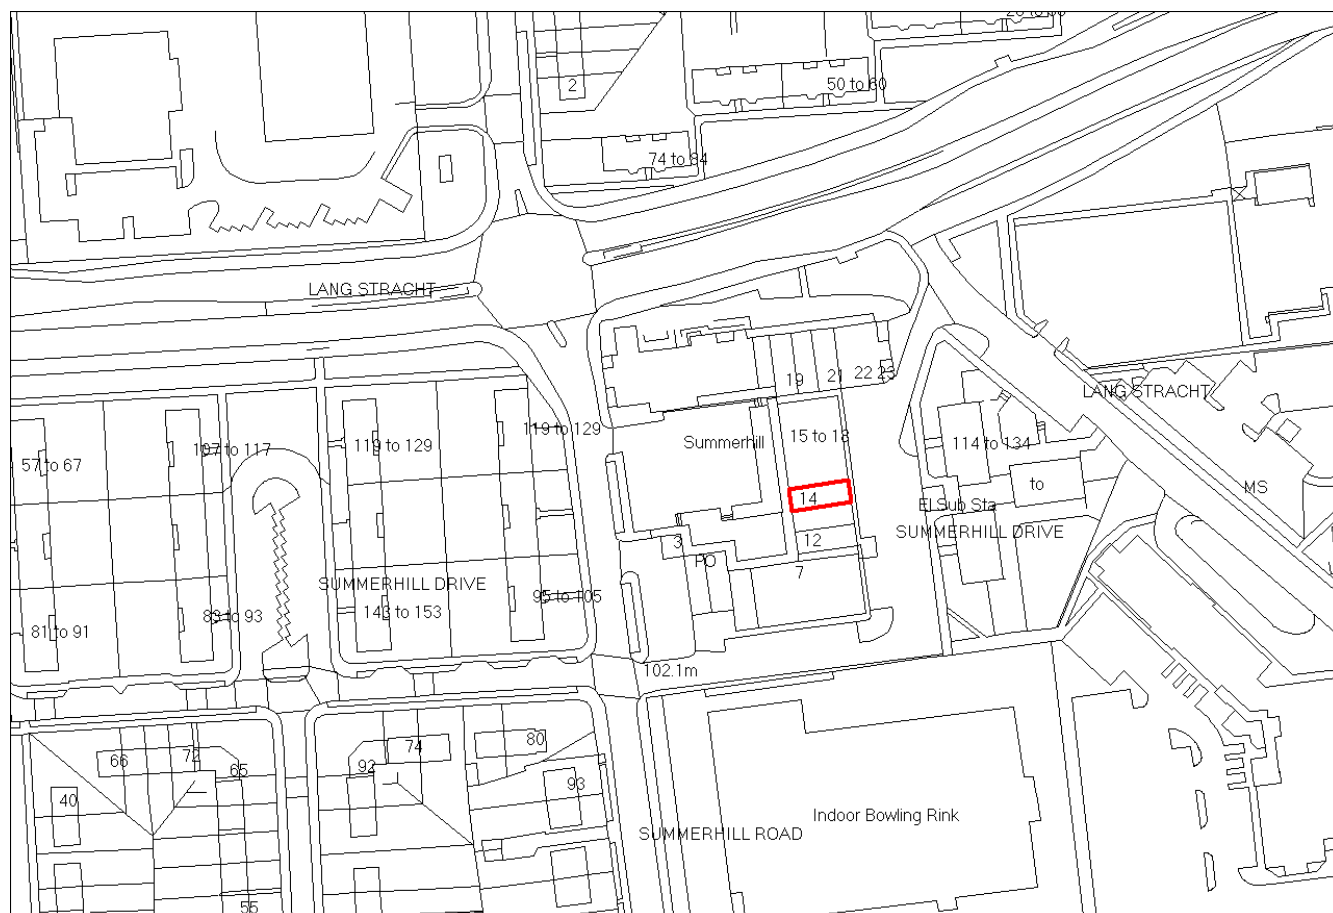 2
50 to 60
74 to 84
LANG STRACHT
19
21
22 23
LANG STRACHT
57 to 67
107 to 117
119 to 129
119 to 129
Summerhill
15 to 18
114 to 134
14
El Sub Sta
to
MS
SUMMERHILL DRIVE
3
12
PO
7
SUMMERHILL DRIVE
81 to 91
83 to 93
143 to 153
95 to 105
102.1m
66
72
65
92
74
80
93
40
Indoor Bowling Rink
SUMMERHILL ROAD
55